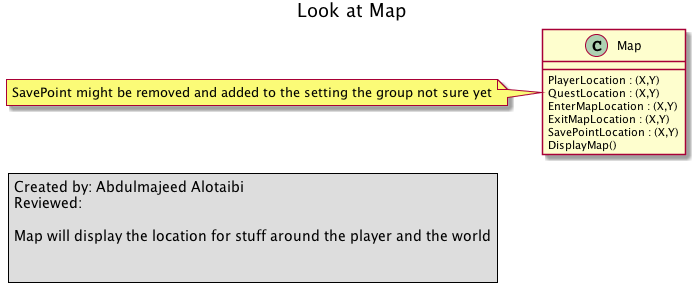 Look at Map
C Map
SavePoint might be removed and added to the setting the group not sure yet
PlayerLocation : (X,Y)
QuestLocation : (X,Y)
EnterMapLocation : (X,Y)
ExitMapLocation : (X,Y)
SavePointLocation : (X,Y)
DisplayMap()
Created by: Abdulmajeed Alotaibi
Reviewed:
Map will display the location for stuff around the player and the world